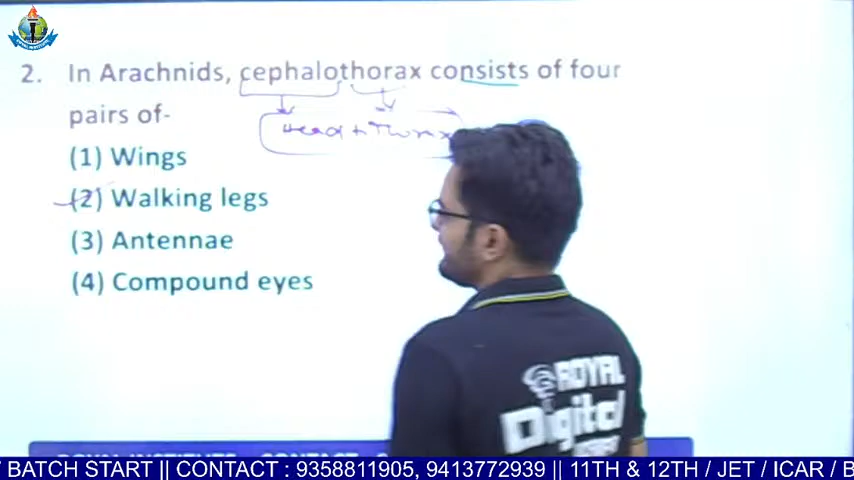 2. In Arachnids, cephalothorax consists of four
pairs of-
Head + Thorax
(1) Wings
(2) Walking legs
(3) Antennae
(4) Compound eyes
ROYAL
Digital
BATCH START || CONTACT : 9358811905, 9413772939 || 11TH & 12TH / JET / ICAR / B